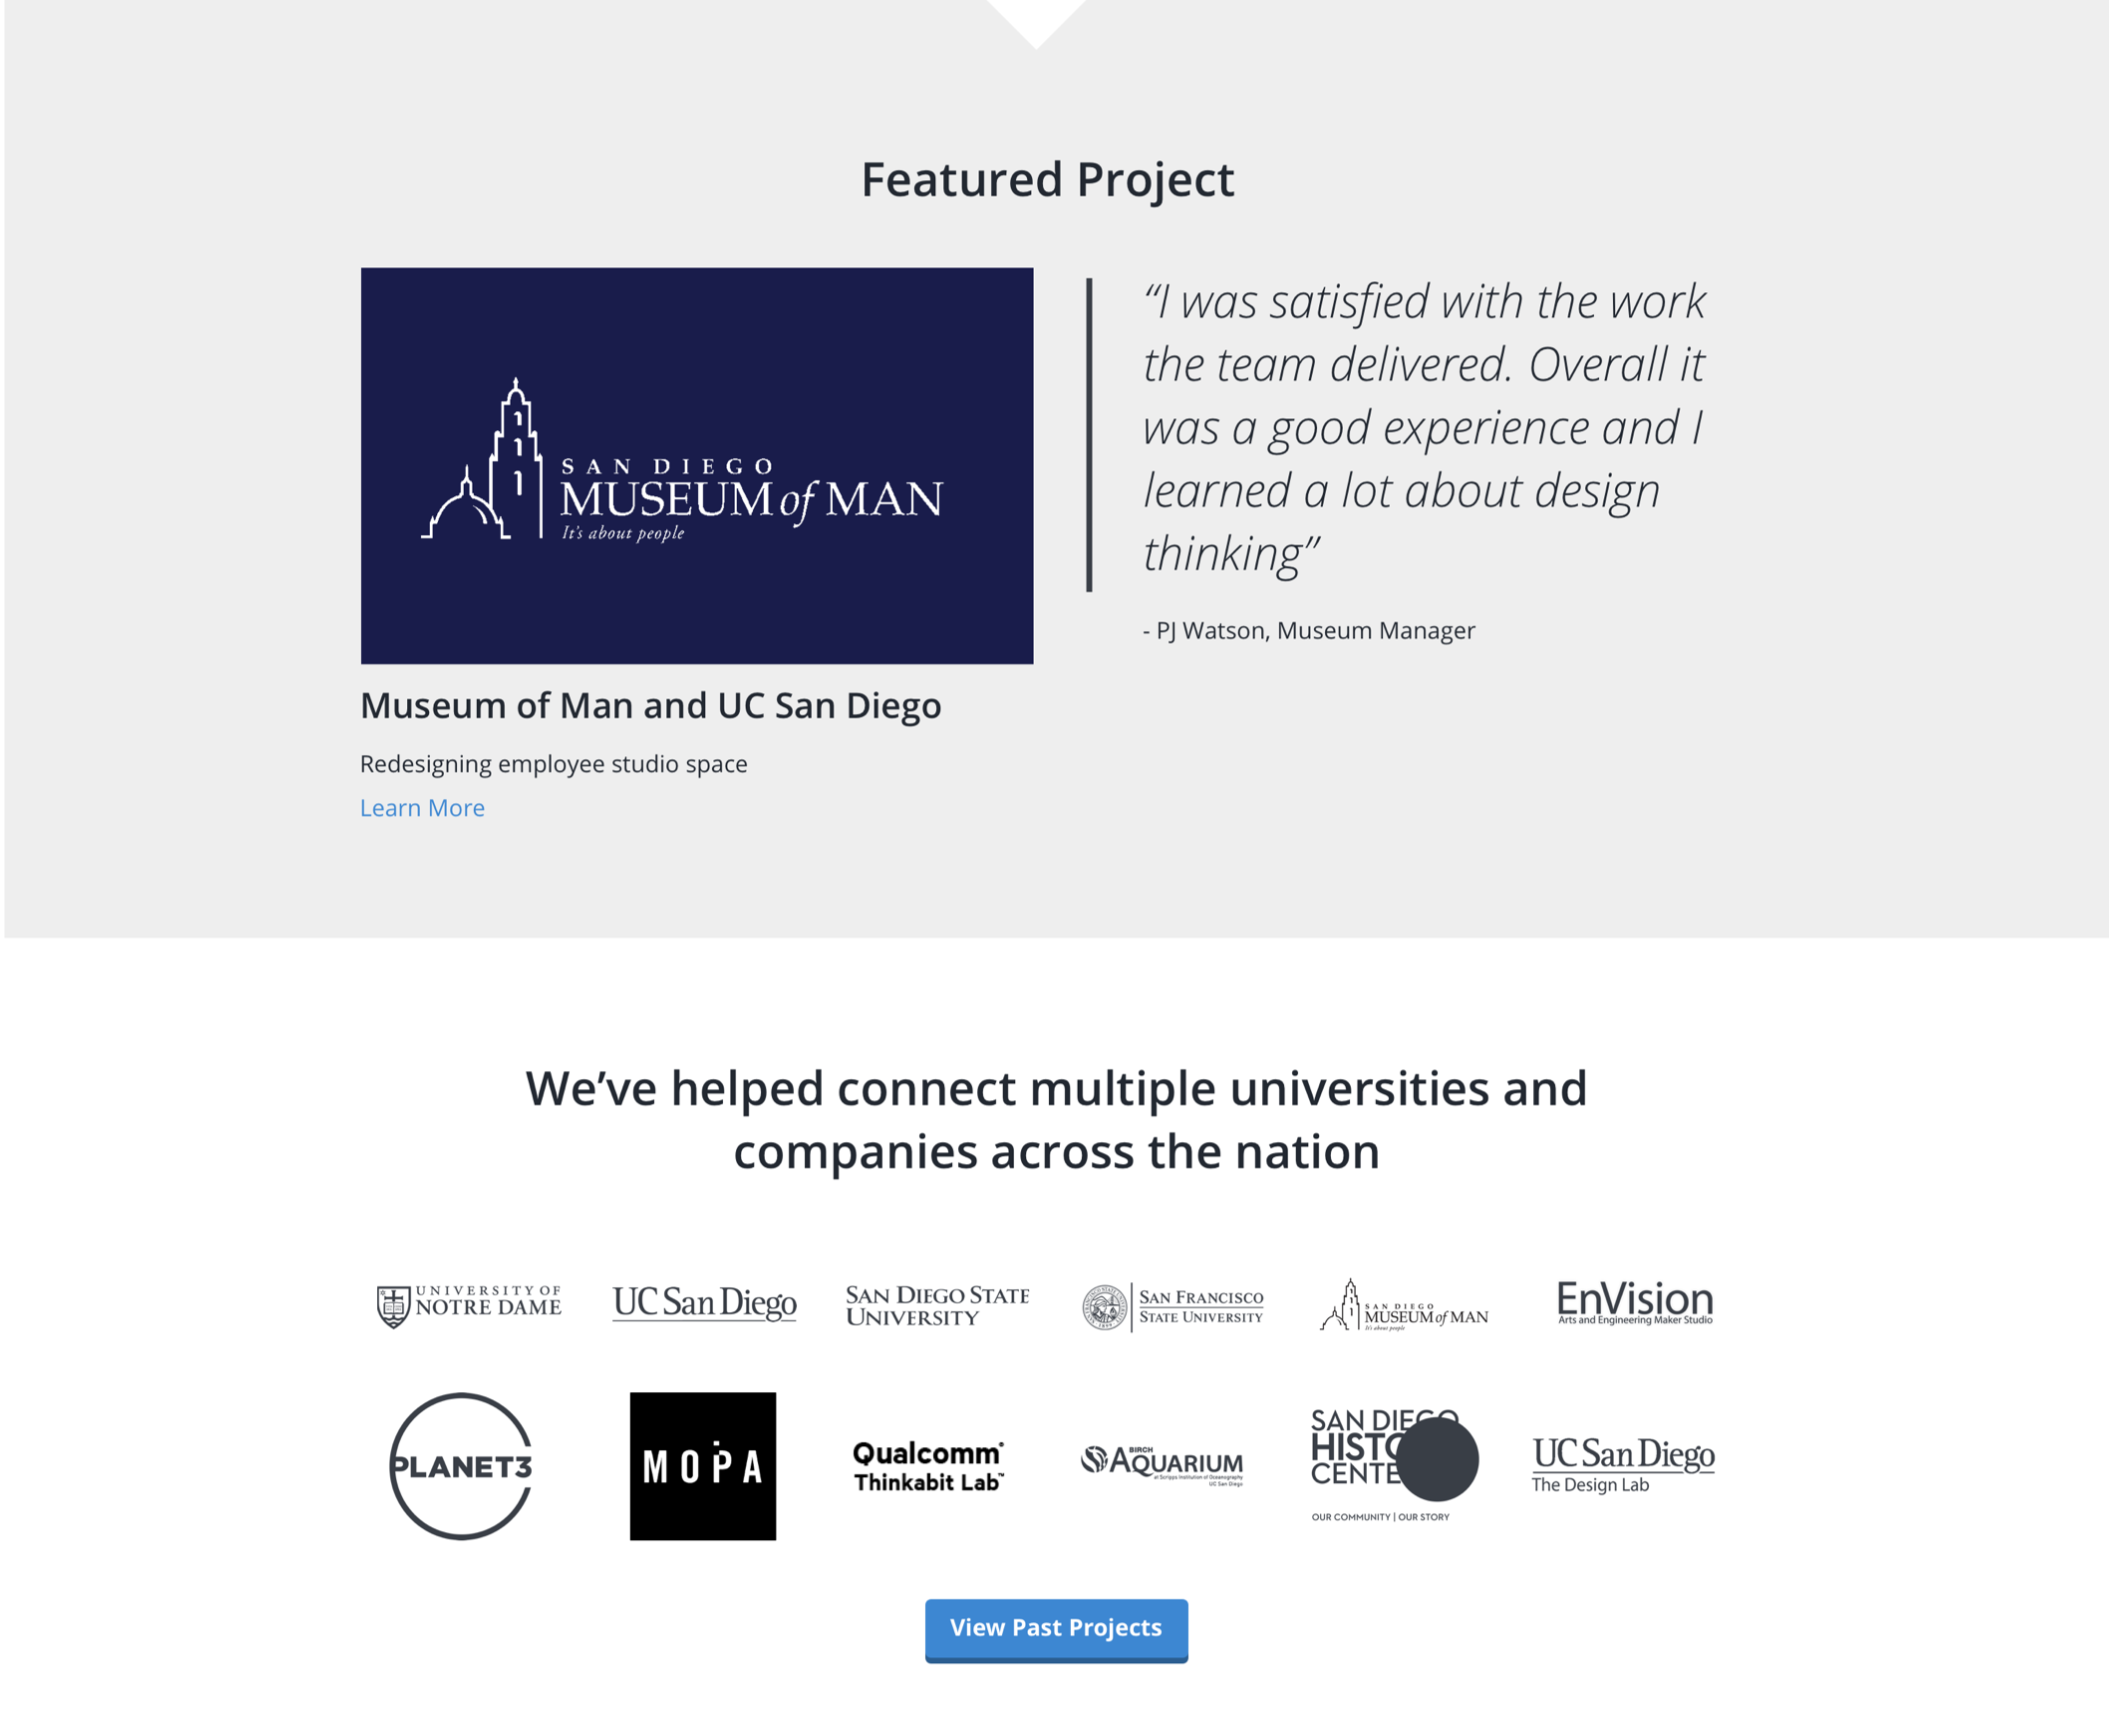 Featured Project
SAN DIEGO
MUSEUM of MAN
It's about people
“I was satisfied with the work
the team delivered. Overall it
was a good experience and I
learned a lot about design
thinking”
- PJ Watson, Museum Manager
Museum of Man and UC San Diego
Redesigning employee studio space
Learn More
We’ve helped connect multiple universities and
companies across the nation
UNIVERSITY OF
NOTRE DAME
UC San Diego
SAN DIEGO STATE
UNIVERSITY
SAN FRANCISCO
STATE UNIVERSITY
SAN DIEGO
MUSEUM of MAN
It's about people
EnVision
Arts and Engineering Maker Studio
PLANET3
MOPA
Qualcomm®
Thinkabit Lab™
BIRCH
AQUARIUM
at Scripps Institution of Oceanography
UC San Diego
SAN DIEGO
HISTO
CENTE
OUR COMMUNITY | OUR STORY
UC San Diego
The Design Lab
View Past Projects